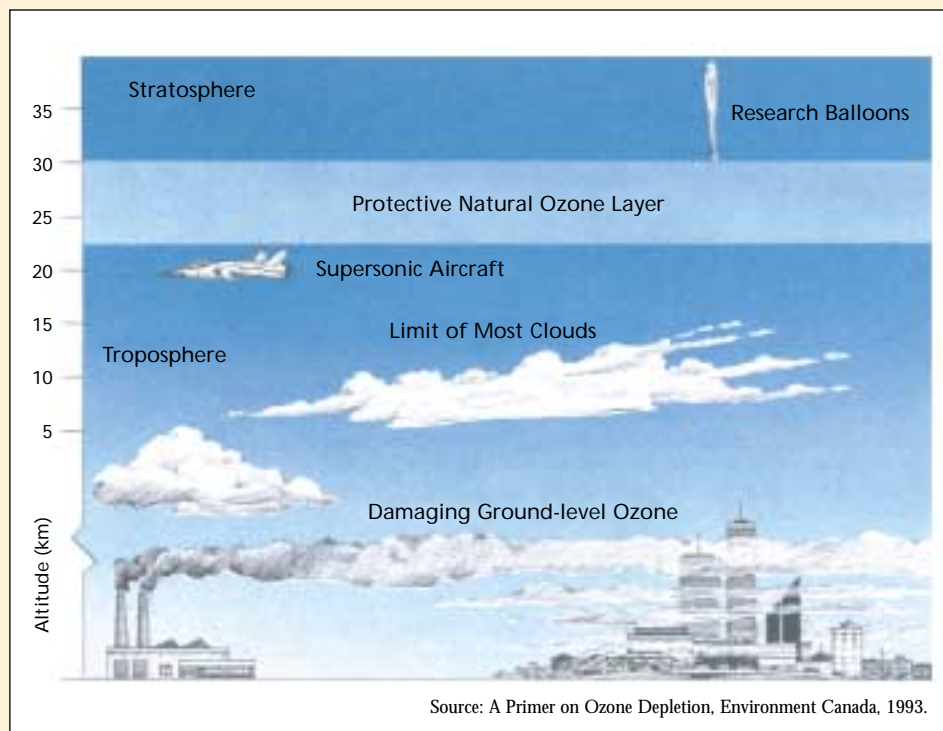 Stratosphere
35
Research Balloons
30
Protective Natural Ozone Layer
25
20
Supersonic Aircraft
15
Limit of Most Clouds
Troposphere
10
5
Damaging Ground-level Ozone
Altitude (km)
Source: A Primer on Ozone Depletion, Environment Canada, 1993.